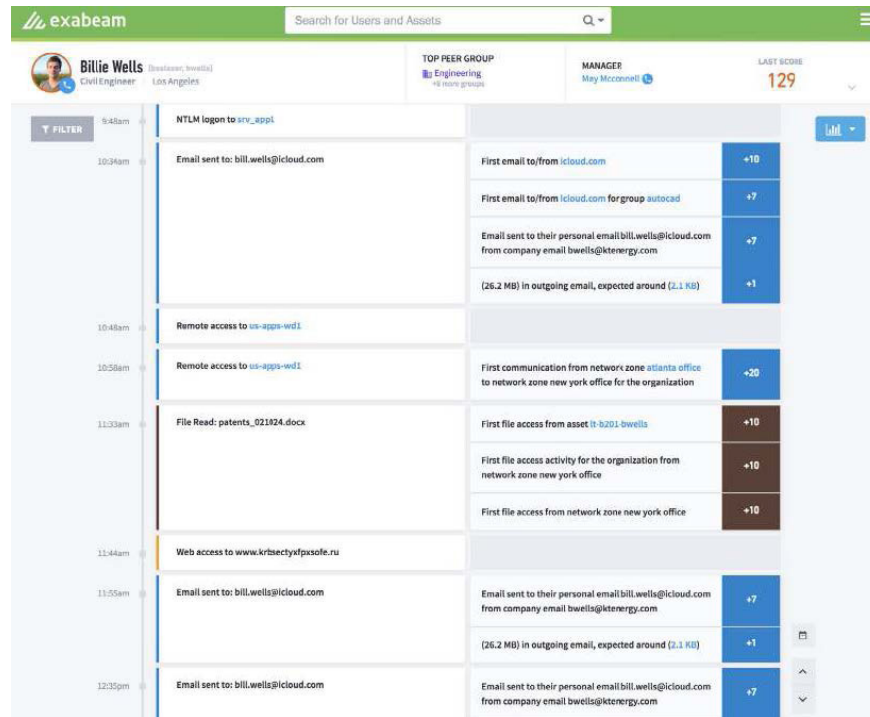 exabeam
Search for Users and Assets
Billie Wells
Civil Engineer Los Angeles
TOP PEER GROUP
Engineering
+6 more groups
MANAGER
May Mcconnell
LAST SCORE
129
FILTER
9:48am
NTLM logon to srv_appl
10:34am
Email sent to: bill.wells@icloud.com
First email to/from icloud.com
+10
First email to/from icloud.com for group autocad
+7
Email sent to their personal email bill.wells@icloud.com
from company email bwells@ktenergy.com
+7
(26.2 MB) in outgoing email, expected around (2.1 KB)
+1
10:48am
Remote access to us-apps-wd1
10:58am
Remote access to us-apps-wd1
First communication from network zone atlanta office
to network zone new york office for the organization
+20
11:33am
File Read: patents_021024.docx
First file access from asset lt-b201-bwells
+10
First file access activity for the organization from
network zone new york office
+10
First file access from network zone new york office
+10
11:44am
Web access to www.krbsectyxfpxsofe.ru
11:55am
Email sent to: bill.wells@icloud.com
Email sent to their personal email bill.wells@icloud.com
from company email bwells@ktenergy.com
+7
(26.2 MB) in outgoing email, expected around (2.1 KB)
+1
12:35pm
Email sent to: bill.wells@icloud.com
Email sent to their personal email bill.wells@icloud.com
from company email bwells@ktenergy.com
+7